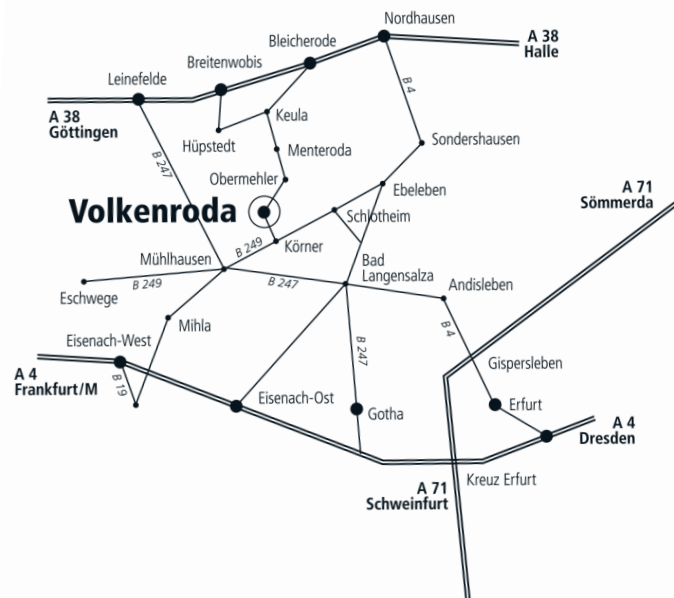 Nordhausen
A 38
Halle
Bleicherode
Breitenwobis
Leinefelde
B 4
A 38
Göttingen
Keula
Hüpstedt
Sondershausen
Menteroda
B 247
Obermehler
Ebeleben
A 71
Sömmerda
Volkenroda
Schlotheim
B 249
Körner
Mühlhausen
Bad
Langensalza
B 249
B 247
Andisleben
Eschwege
Mihla
B 4
Eisenach-West
B 247
Gispersleben
A 4
Frankfurt/M
B 19
Eisenach-Ost
Gotha
Erfurt
A 4
Dresden
Kreuz Erfurt
A 71
Schweinfurt